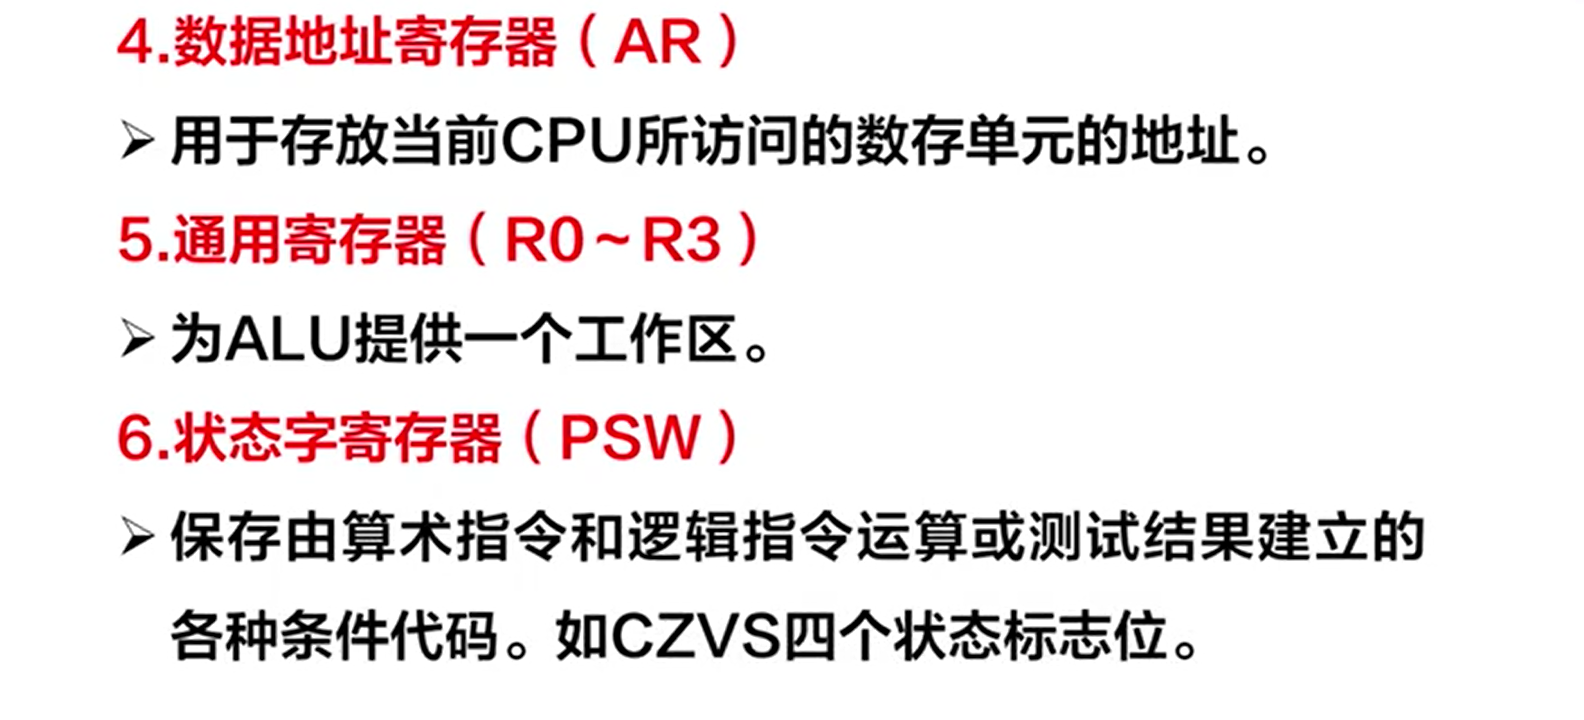 4.数据地址寄存器（AR）
➢ 用于存放当前CPU所访问的数存单元的地址。
5.通用寄存器（R0～R3）
➢ 为ALU提供一个工作区。
6.状态字寄存器（PSW）
➢ 保存由算术指令和逻辑指令运算或测试结果建立的
各种条件代码。如CZVS四个状态标志位。